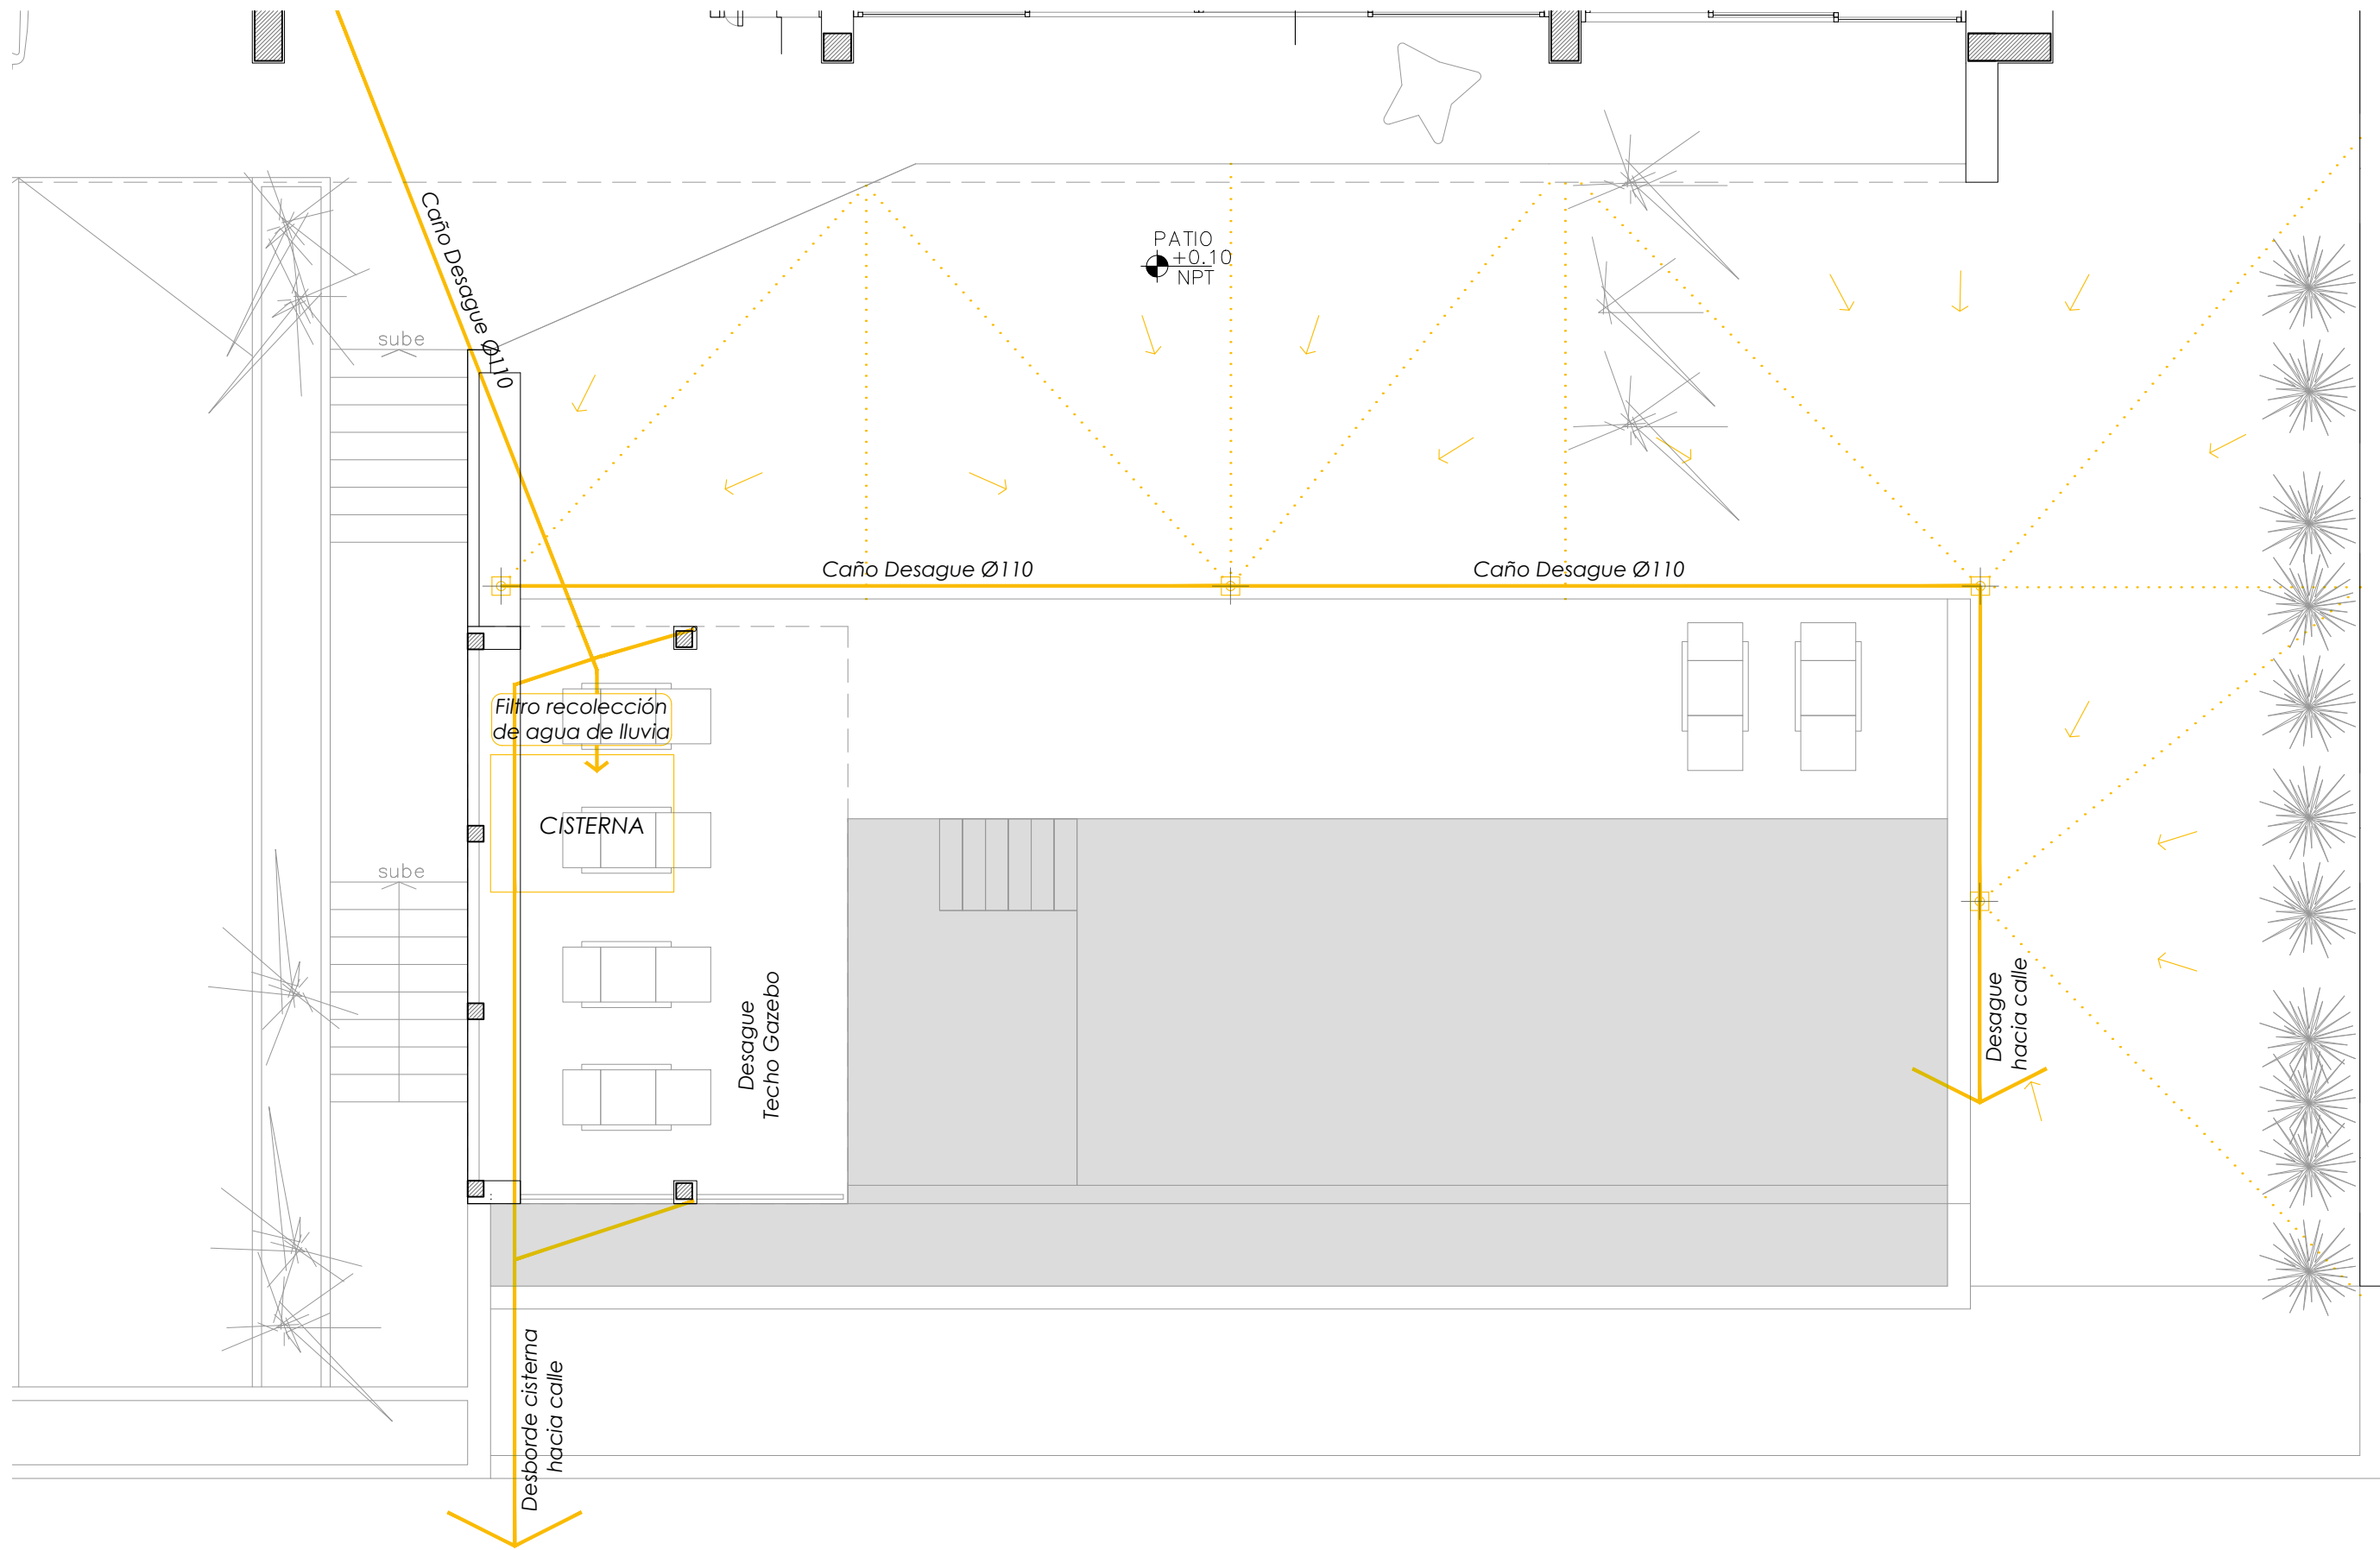 PATIO
+0.10
NPT
Caño Desague Ø110
sube
Caño Desague Ø110
Caño Desague Ø110
Filtro recolección
de agua de lluvia
CISTERNA
sube
Desague
Techo Gazebo
Desague
hacia calle
Desborde cisterna
hacia calle